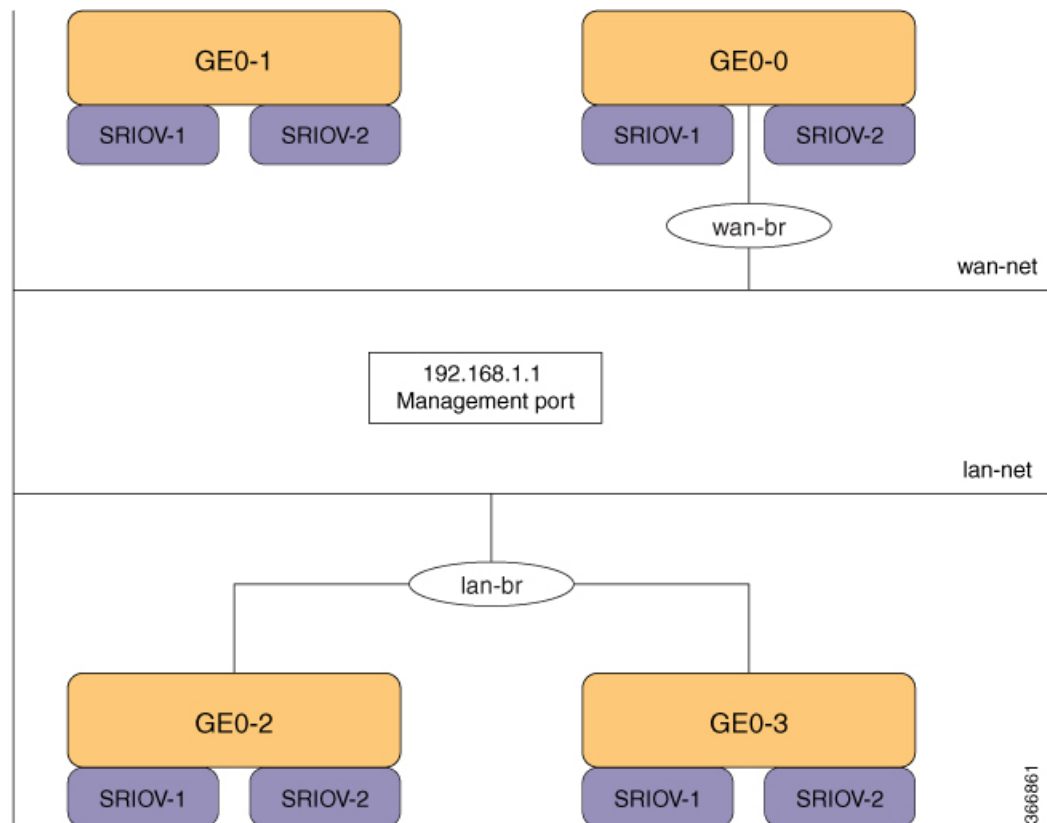 GE0-1
GE0-0
SRIOV-1
SRIOV-2
SRIOV-1
SRIOV-2
wan-br
wan-net
192.168.1.1
Management port
lan-net
lan-br
GE0-2
GE0-3
SRIOV-1
SRIOV-2
SRIOV-1
SRIOV-2
366861